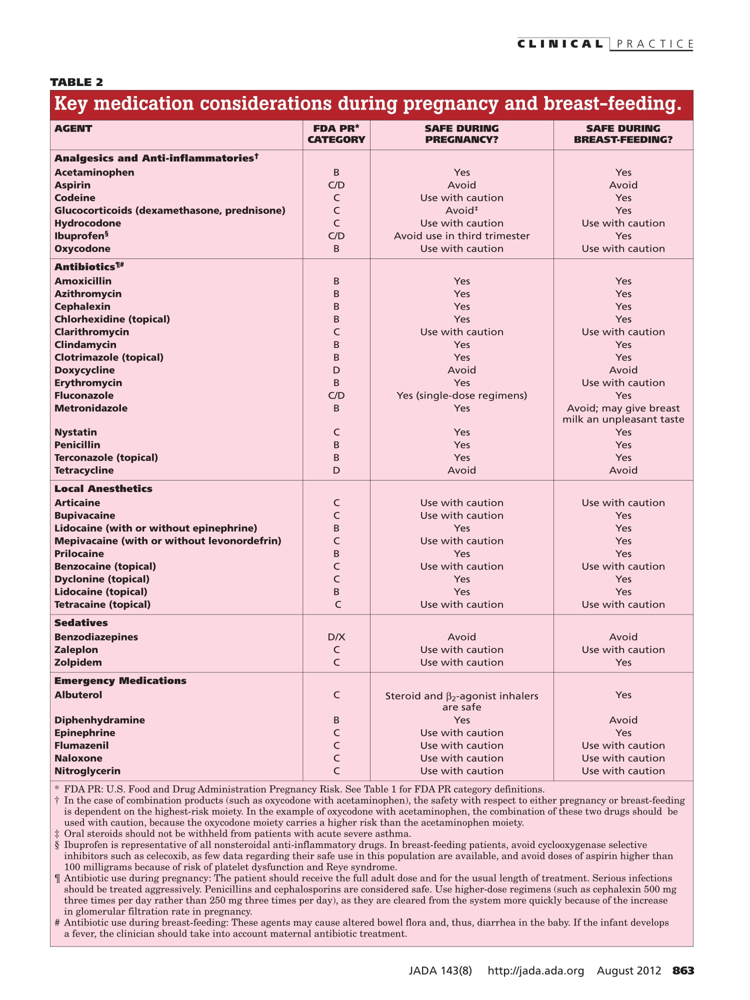 CLINICAL PRACTICE
TABLE 2
Key medication considerations during pregnancy and breast-feeding.
AGENT FDA PR* CATEGORY SAFE DURING PREGNANCY? SAFE DURING BREAST-FEEDING?
Analgesics and Anti-inflammatories†
Acetaminophen B Yes Yes
Aspirin C/D Avoid Avoid
Codeine C Use with caution Yes
Glucocorticoids (dexamethasone, prednisone) C Avoid‡ Yes
Hydrocodone C Use with caution Use with caution
Ibuprofen§ C/D Avoid use in third trimester Yes
Oxycodone B Use with caution Use with caution
Antibiotics¶#
Amoxicillin B Yes Yes
Azithromycin B Yes Yes
Cephalexin B Yes Yes
Chlorhexidine (topical) B Yes Yes
Clarithromycin C Use with caution Use with caution
Clindamycin B Yes Yes
Clotrimazole (topical) B Yes Yes
Doxycycline D Avoid Avoid
Erythromycin B Yes Use with caution
Fluconazole C/D Yes (single-dose regimens) Yes
Metronidazole B Yes Avoid; may give breast
milk an unpleasant taste
Nystatin C Yes Yes
Penicillin B Yes Yes
Terconazole (topical) B Yes Yes
Tetracycline D Avoid Avoid
Local Anesthetics
Articaine C Use with caution Use with caution
Bupivacaine C Use with caution Yes
Lidocaine (with or without epinephrine) B Yes Yes
Mepivacaine (with or without levonordefrin) C Use with caution Yes
Prilocaine B Yes Yes
Benzocaine (topical) C Use with caution Use with caution
Dyclonine (topical) C Yes Yes
Lidocaine (topical) B Yes Yes
Tetracaine (topical) C Use with caution Use with caution
Sedatives
Benzodiazepines D/X Avoid Avoid
Zaleplon C Use with caution Use with caution
Zolpidem C Use with caution Yes
Emergency Medications
Albuterol C Steroid and β2-agonist inhalers Yes
are safe
Diphenhydramine B Yes Avoid
Epinephrine C Use with caution Yes
Flumazenil C Use with caution Use with caution
Naloxone C Use with caution Use with caution
Nitroglycerin C Use with caution Use with caution
* FDA PR: U.S. Food and Drug Administration Pregnancy Risk. See Table 1 for FDA PR category definitions.
† In the case of combination products (such as oxycodone with acetaminophen), the safety with respect to either pregnancy or breast-feeding
is dependent on the highest-risk moiety. In the example of oxycodone with acetaminophen, the combination of these two drugs should be
used with caution, because the oxycodone moiety carries a higher risk than the acetaminophen moiety.
‡ Oral steroids should not be withheld from patients with acute severe asthma.
§ Ibuprofen is representative of all nonsteroidal anti-inflammatory drugs. In breast-feeding patients, avoid cyclooxygenase selective
inhibitors such as celecoxib, as few data regarding their safe use in this population are available, and avoid doses of aspirin higher than
100 milligrams because of risk of platelet dysfunction and Reye syndrome.
¶ Antibiotic use during pregnancy: The patient should receive the full adult dose and for the usual length of treatment. Serious infections
should be treated aggressively. Penicillins and cephalosporins are considered safe. Use higher-dose regimens (such as cephalexin 500 mg
three times per day rather than 250 mg three times per day), as they are cleared from the system more quickly because of the increase
in glomerular filtration rate in pregnancy.
# Antibiotic use during breast-feeding: These agents may cause altered bowel flora and, thus, diarrhea in the baby. If the infant develops
a fever, the clinician should take into account maternal antibiotic treatment.
JADA 143(8) http://jada.ada.org August 2012 863